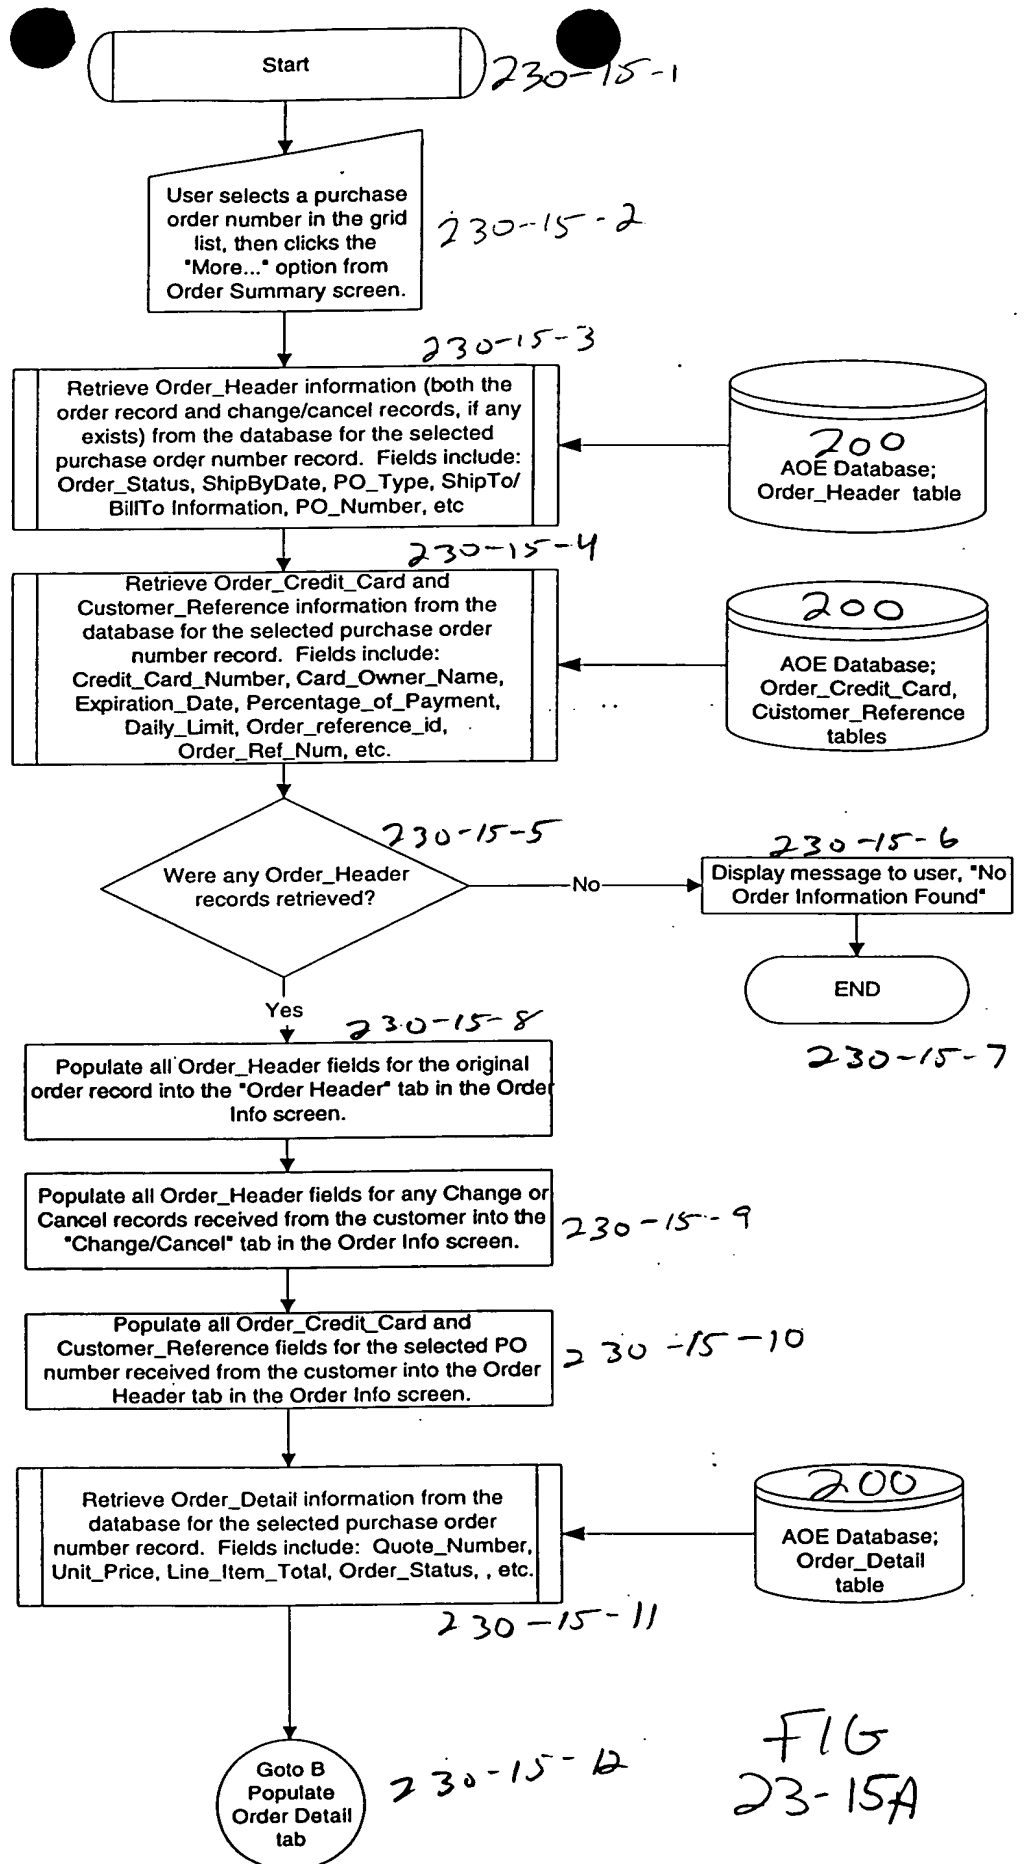 Start
230-15-1
User selects a purchase
order number in the grid
list, then clicks the
"More..." option from
Order Summary screen.
230-15-2
230-15-3
Retrieve Order_Header information (both the
order record and change/cancel records, if any
exists) from the database for the selected
purchase order number record. Fields include:
Order_Status, ShipByDate, PO_Type, ShipTo/
BillTo Information, PO_Number, etc
200
AOE Database;
Order_Header table
230-15-4
Retrieve Order_Credit_Card and
Customer_Reference information from the
database for the selected purchase order
number record. Fields include:
Credit_Card_Number, Card_Owner_Name,
Expiration_Date, Percentage_of_Payment,
Daily_Limit, Order_reference_id,
Order_Ref_Num, etc.
200
AOE Database;
Order_Credit_Card,
Customer_Reference
tables
230-15-5
Were any Order_Header
records retrieved?
No
230-15-6
Display message to user, "No
Order Information Found"
END
230-15-7
Yes
230-15-8
Populate all Order_Header fields for the original
order record into the "Order Header" tab in the Order
Info screen.
Populate all Order_Header fields for any Change or
Cancel records received from the customer into the
"Change/Cancel" tab in the Order Info screen.
230-15-9
Populate all Order_Credit_Card and
Customer_Reference fields for the selected PO
number received from the customer into the Order
Header tab in the Order Info screen.
230-15-10
Retrieve Order_Detail information from the
database for the selected purchase order
number record. Fields include: Quote_Number,
Unit_Price, Line_Item_Total, Order_Status, , etc.
200
AOE Database;
Order_Detail
table
230-15-11
Goto B
Populate
Order Detail
tab
230-15-12
FIG
23-15A